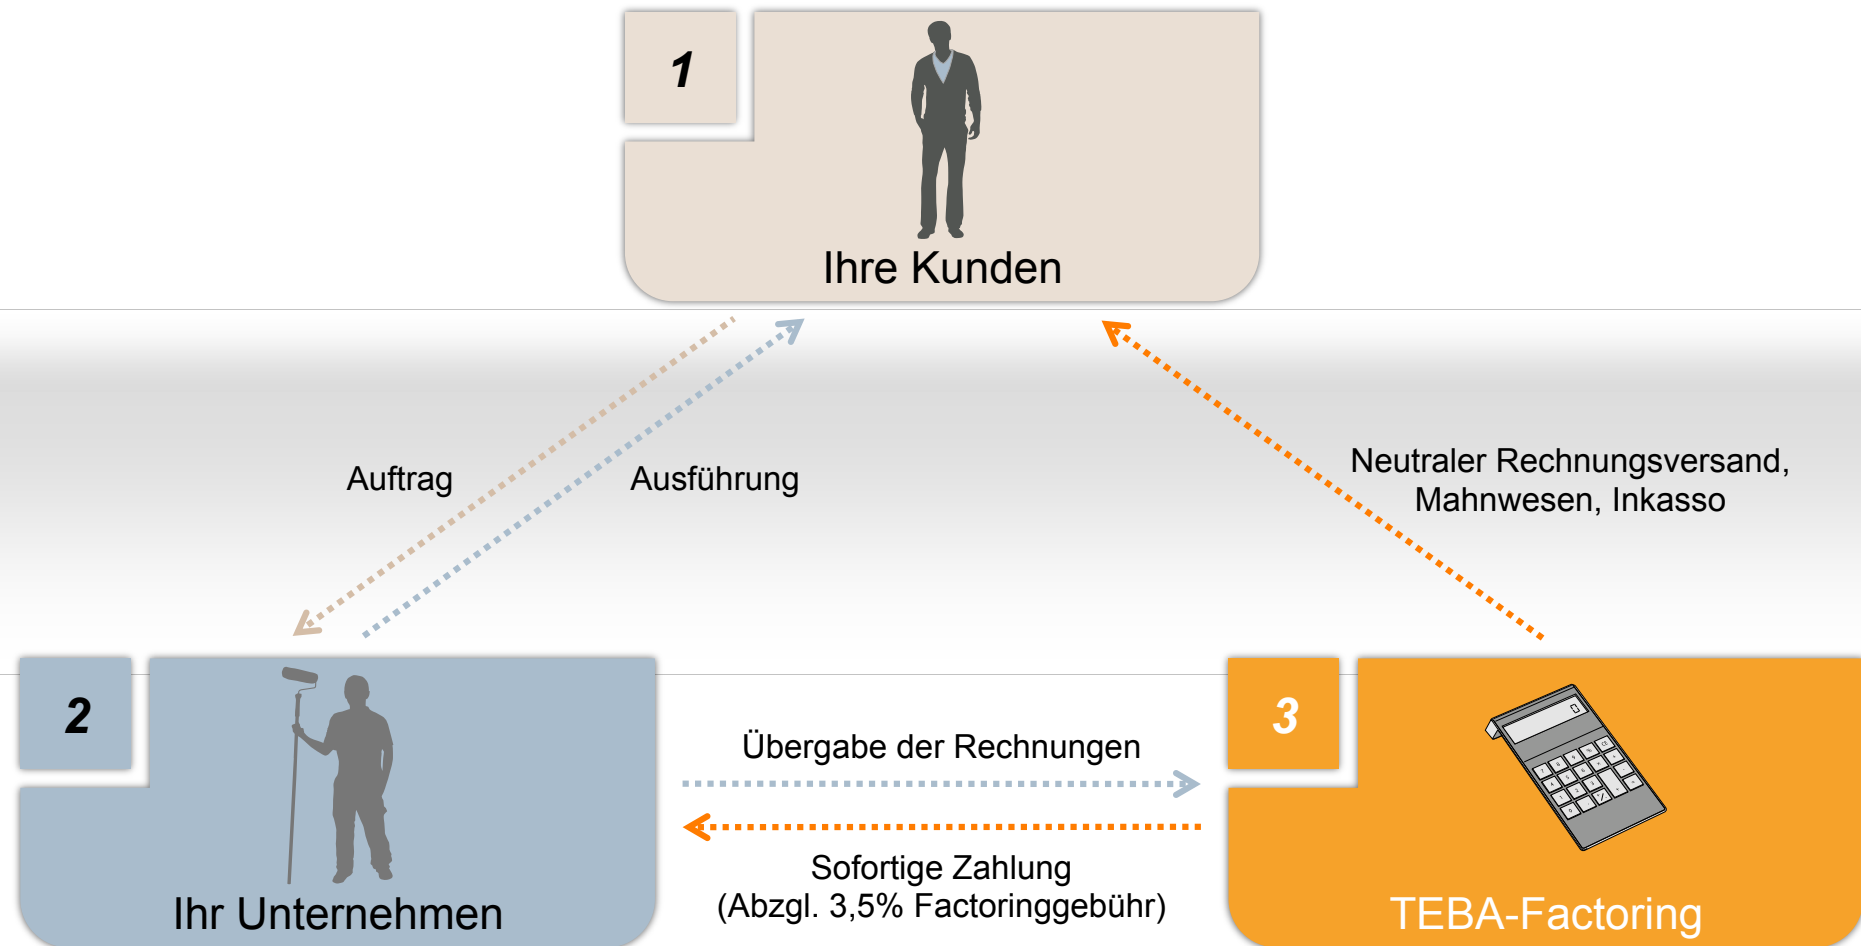 1
Ihre Kunden
Auftrag
Ausführung
Neutraler Rechnungsversand,
Mahnwesen, Inkasso
2
Ihr Unternehmen
Übergabe der Rechnungen
Sofortige Zahlung
(Abzgl. 3,5% Factoringgebühr)
3
TEBA-Factoring